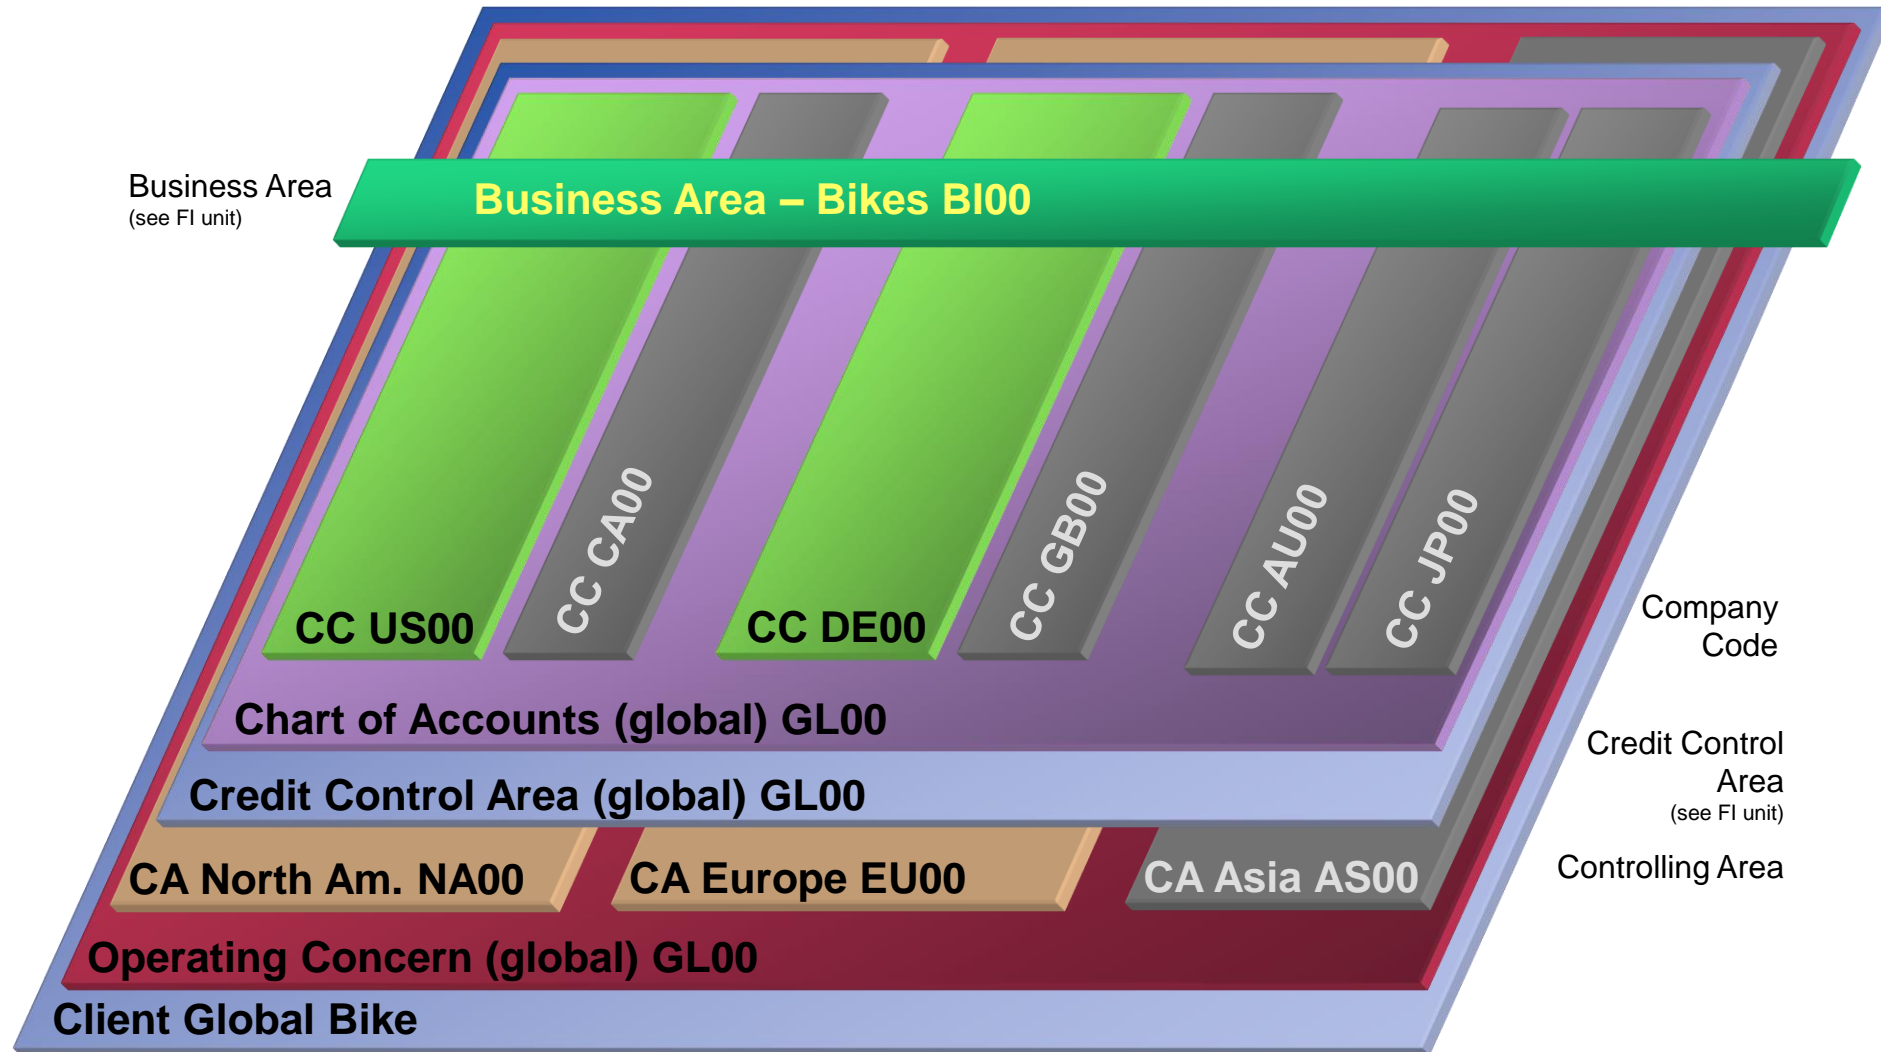 Business Area
(see FI unit)
Business Area – Bikes BI00
CC US00
CC CA00
CC DE00
CC GB00
CC AU00
CC JP00
Company
Code
Chart of Accounts (global) GL00
Credit Control
Area
(see FI unit)
Credit Control Area (global) GL00
Controlling Area
CA North Am. NA00
CA Europe EU00
CA Asia AS00
Operating Concern (global) GL00
Client Global Bike